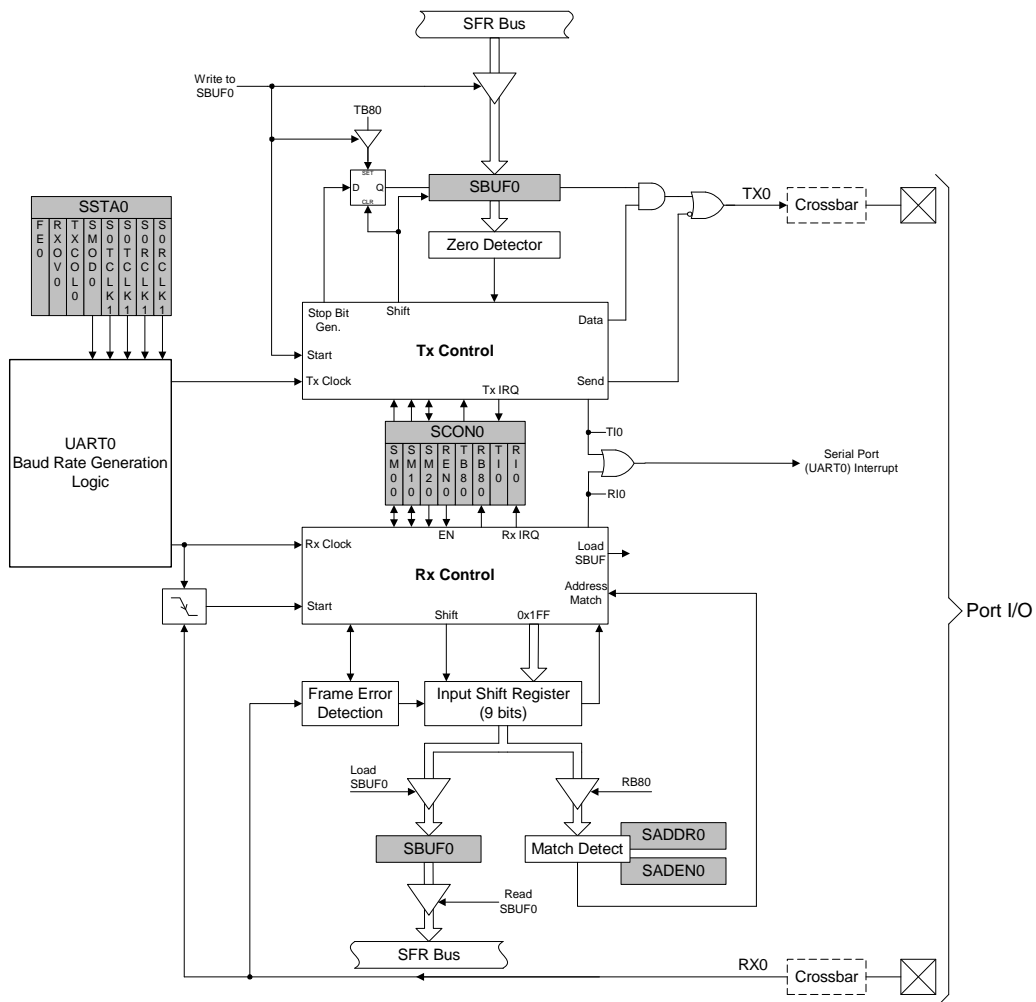 SFR Bus
Write to
SBUF0
TB80
SET
D
Q
CLR
SBUF0
TX0
Crossbar
SSTA0
FE0
RXOV0
TXCOL0
SMOD0
S0TCLK1
S0TCLK1
S0RCLK1
S0RCLK1
Zero Detector
Stop Bit
Gen.
Shift
Data
Tx Control
Start
Tx Clock
Tx IRQ
Send
UART0
Baud Rate Generation
Logic
SCON0
SM00
SM10
SM20
REN0
TB80
RB80
TI0
RI0
TI0
Serial Port
(UART0) Interrupt
RI0
EN
Rx IRQ
Rx Clock
Load
SBUF
Rx Control
Address
Match
Start
Shift
0x1FF
Port I/O
Frame Error
Detection
Input Shift Register
(9 bits)
Load
SBUF0
RB80
SBUF0
Match Detect
SADDR0
SADEN0
Read
SBUF0
SFR Bus
RX0
Crossbar